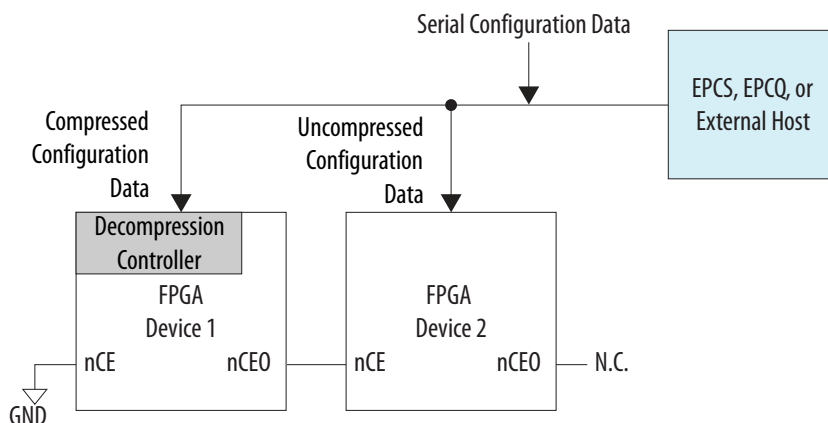 Serial Configuration Data
EPCS, EPCQ, or
External Host
Compressed
Configuration
Data
Uncompressed
Configuration
Data
Decompression
Controller
FPGA
Device 1
nCE
nCEO
FPGA
Device 2
nCE
nCEO
N.C.
GND